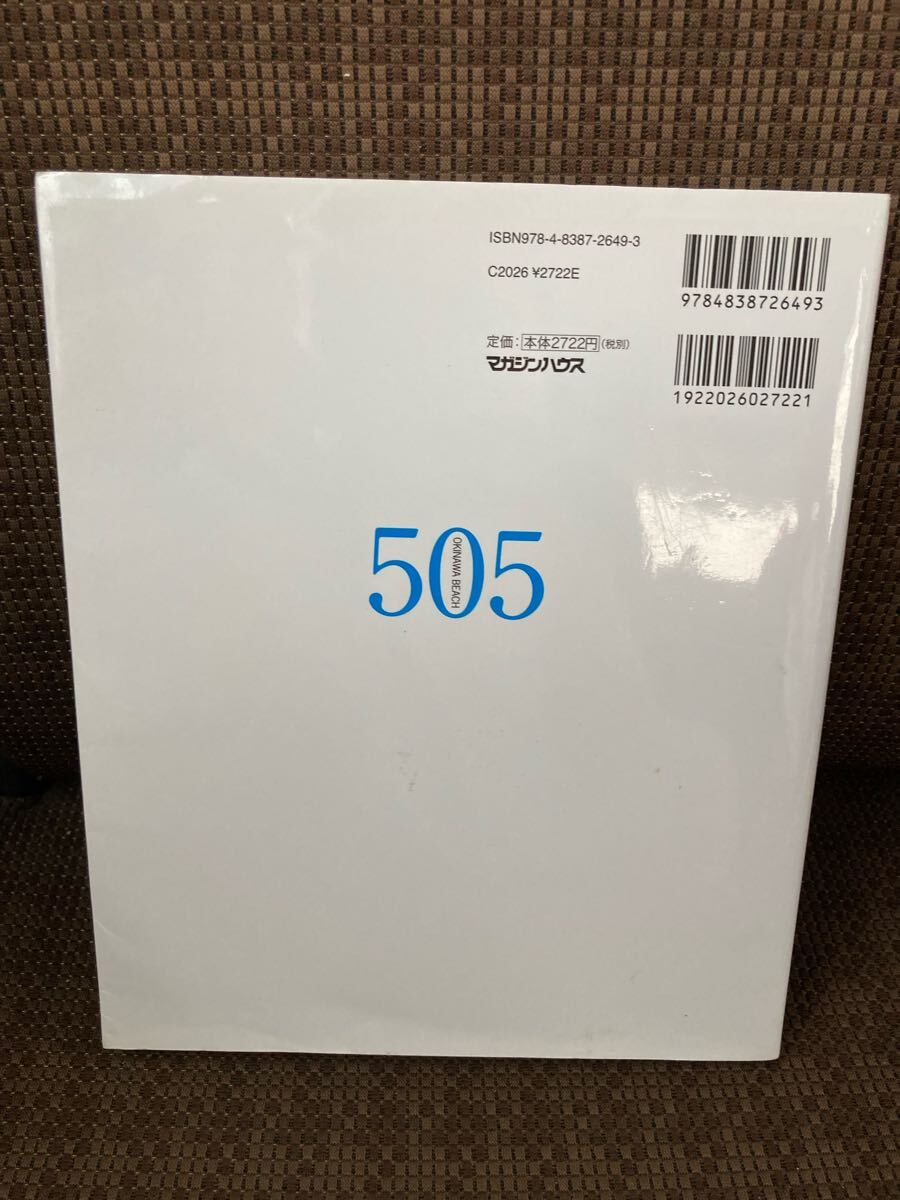 ISBN978-4-8387-2649-3
C2026 ¥2722E
9784838726493
定価：本体2722円（税別）
マガジンハウス
1922026027221
505
OKINAWA BEACH